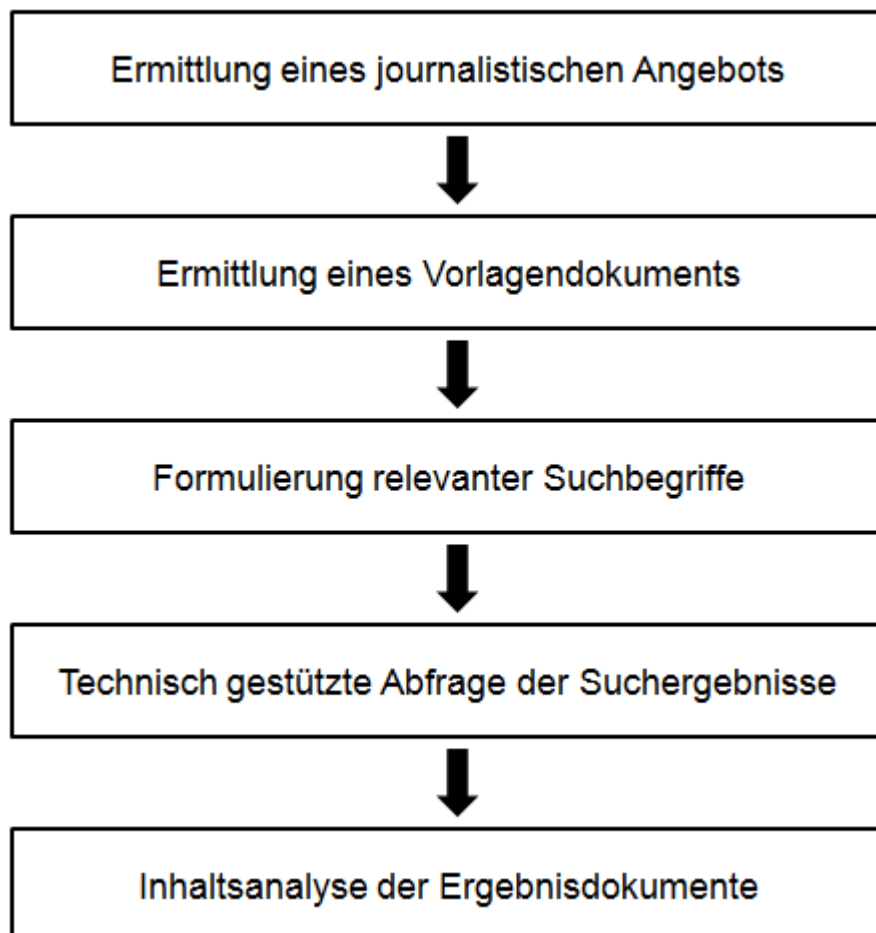 Ermittlung eines journalistischen Angebots
Ermittlung eines Vorlagendokuments
Formulierung relevanter Suchbegriffe
Technisch gestützte Abfrage der Suchergebnisse
Inhaltsanalyse der Ergebnisdokumente